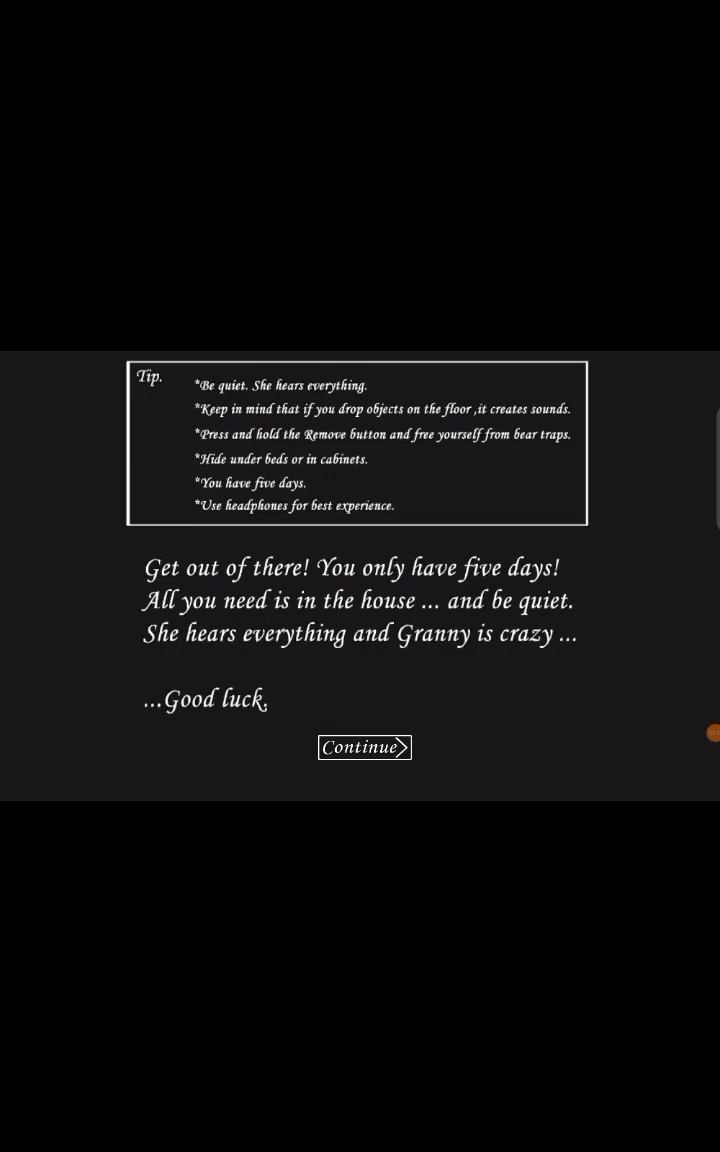 Tip.
*Be quiet. She hears everything.
*Keep in mind that if you drop objects on the floor ,it creates sounds.
*Press and hold the Remove button and free yourself from bear traps.
*Hide under beds or in cabinets.
*You have five days.
*Use headphones for best experience.
Get out of there! You only have five days!
All you need is in the house ... and be quiet.
She hears everything and Granny is crazy ...
...Good luck.
Continue